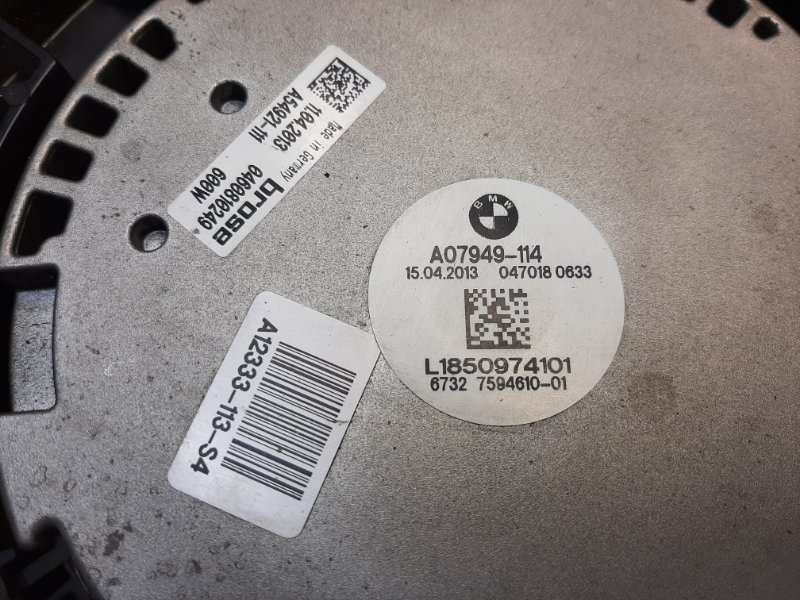 A54921-111
11.04.2013
Made in Germany
0460810249
600W
brose
BMW
A07949-114
15.04.2013 047018 0633
L1850974101
6732 7594610-01
A12333-113-S4